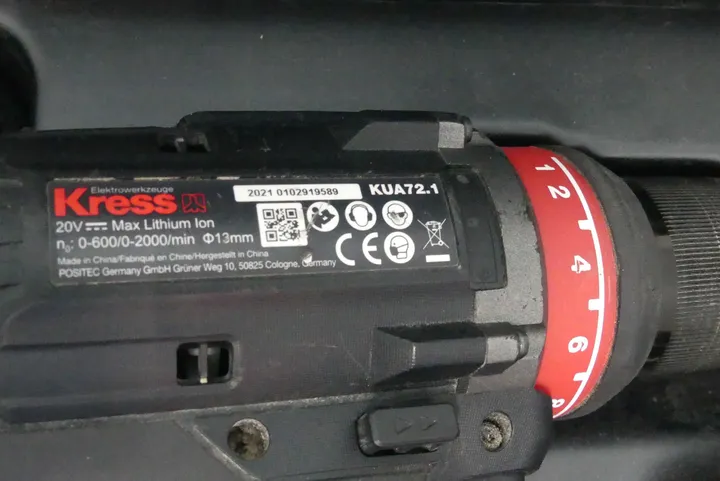 Elektrowerkzeuge
Kress
2021 0102919589
KUA72.1
20V Max Lithium Ion
n₀: 0-600/0-2000/min Φ13mm
Made in China/Fabriqué en Chine/Hergestellt in China
POSITEC Germany GmbH Grüner Weg 10, 50825 Cologne, Germany
CE
1
2
4
6
8